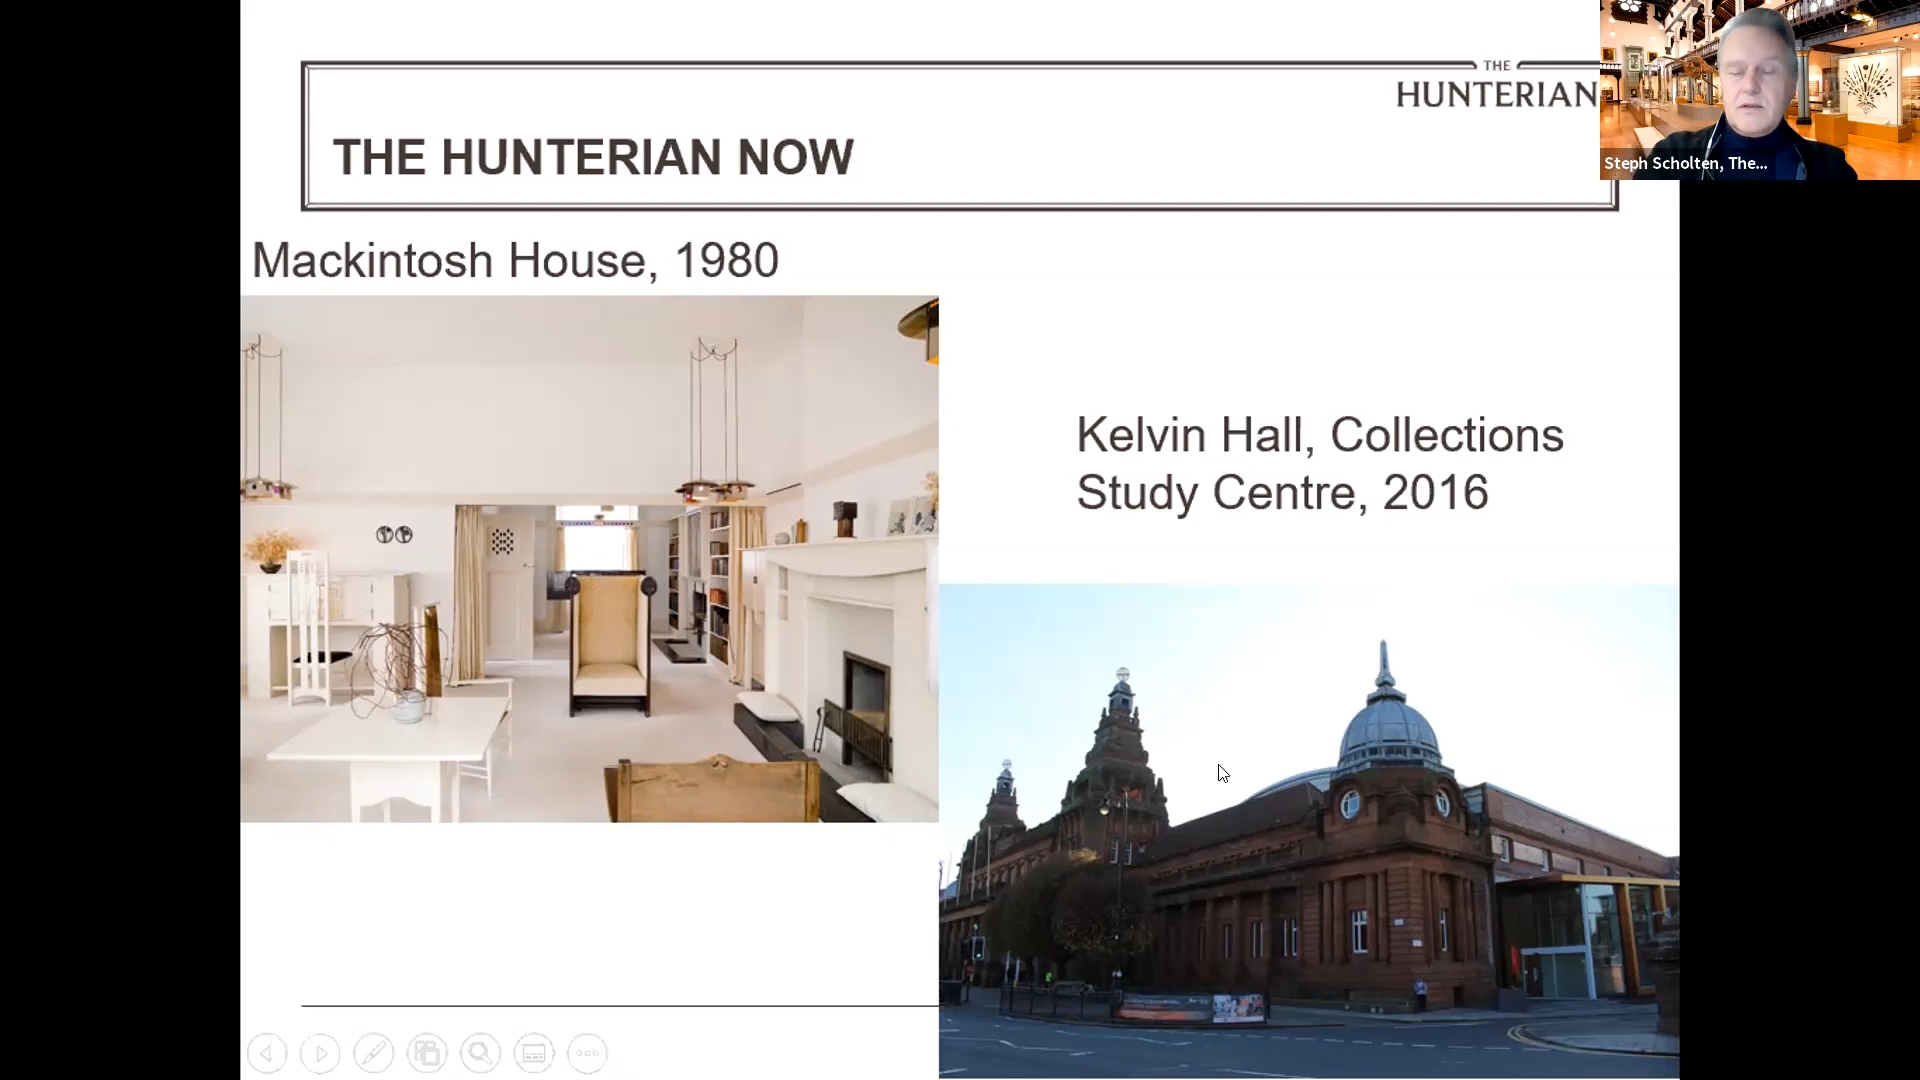 THE
HUNTERIAN
THE HUNTERIAN NOW
Steph Scholten, The...
Mackintosh House, 1980
Kelvin Hall, Collections
Study Centre, 2016